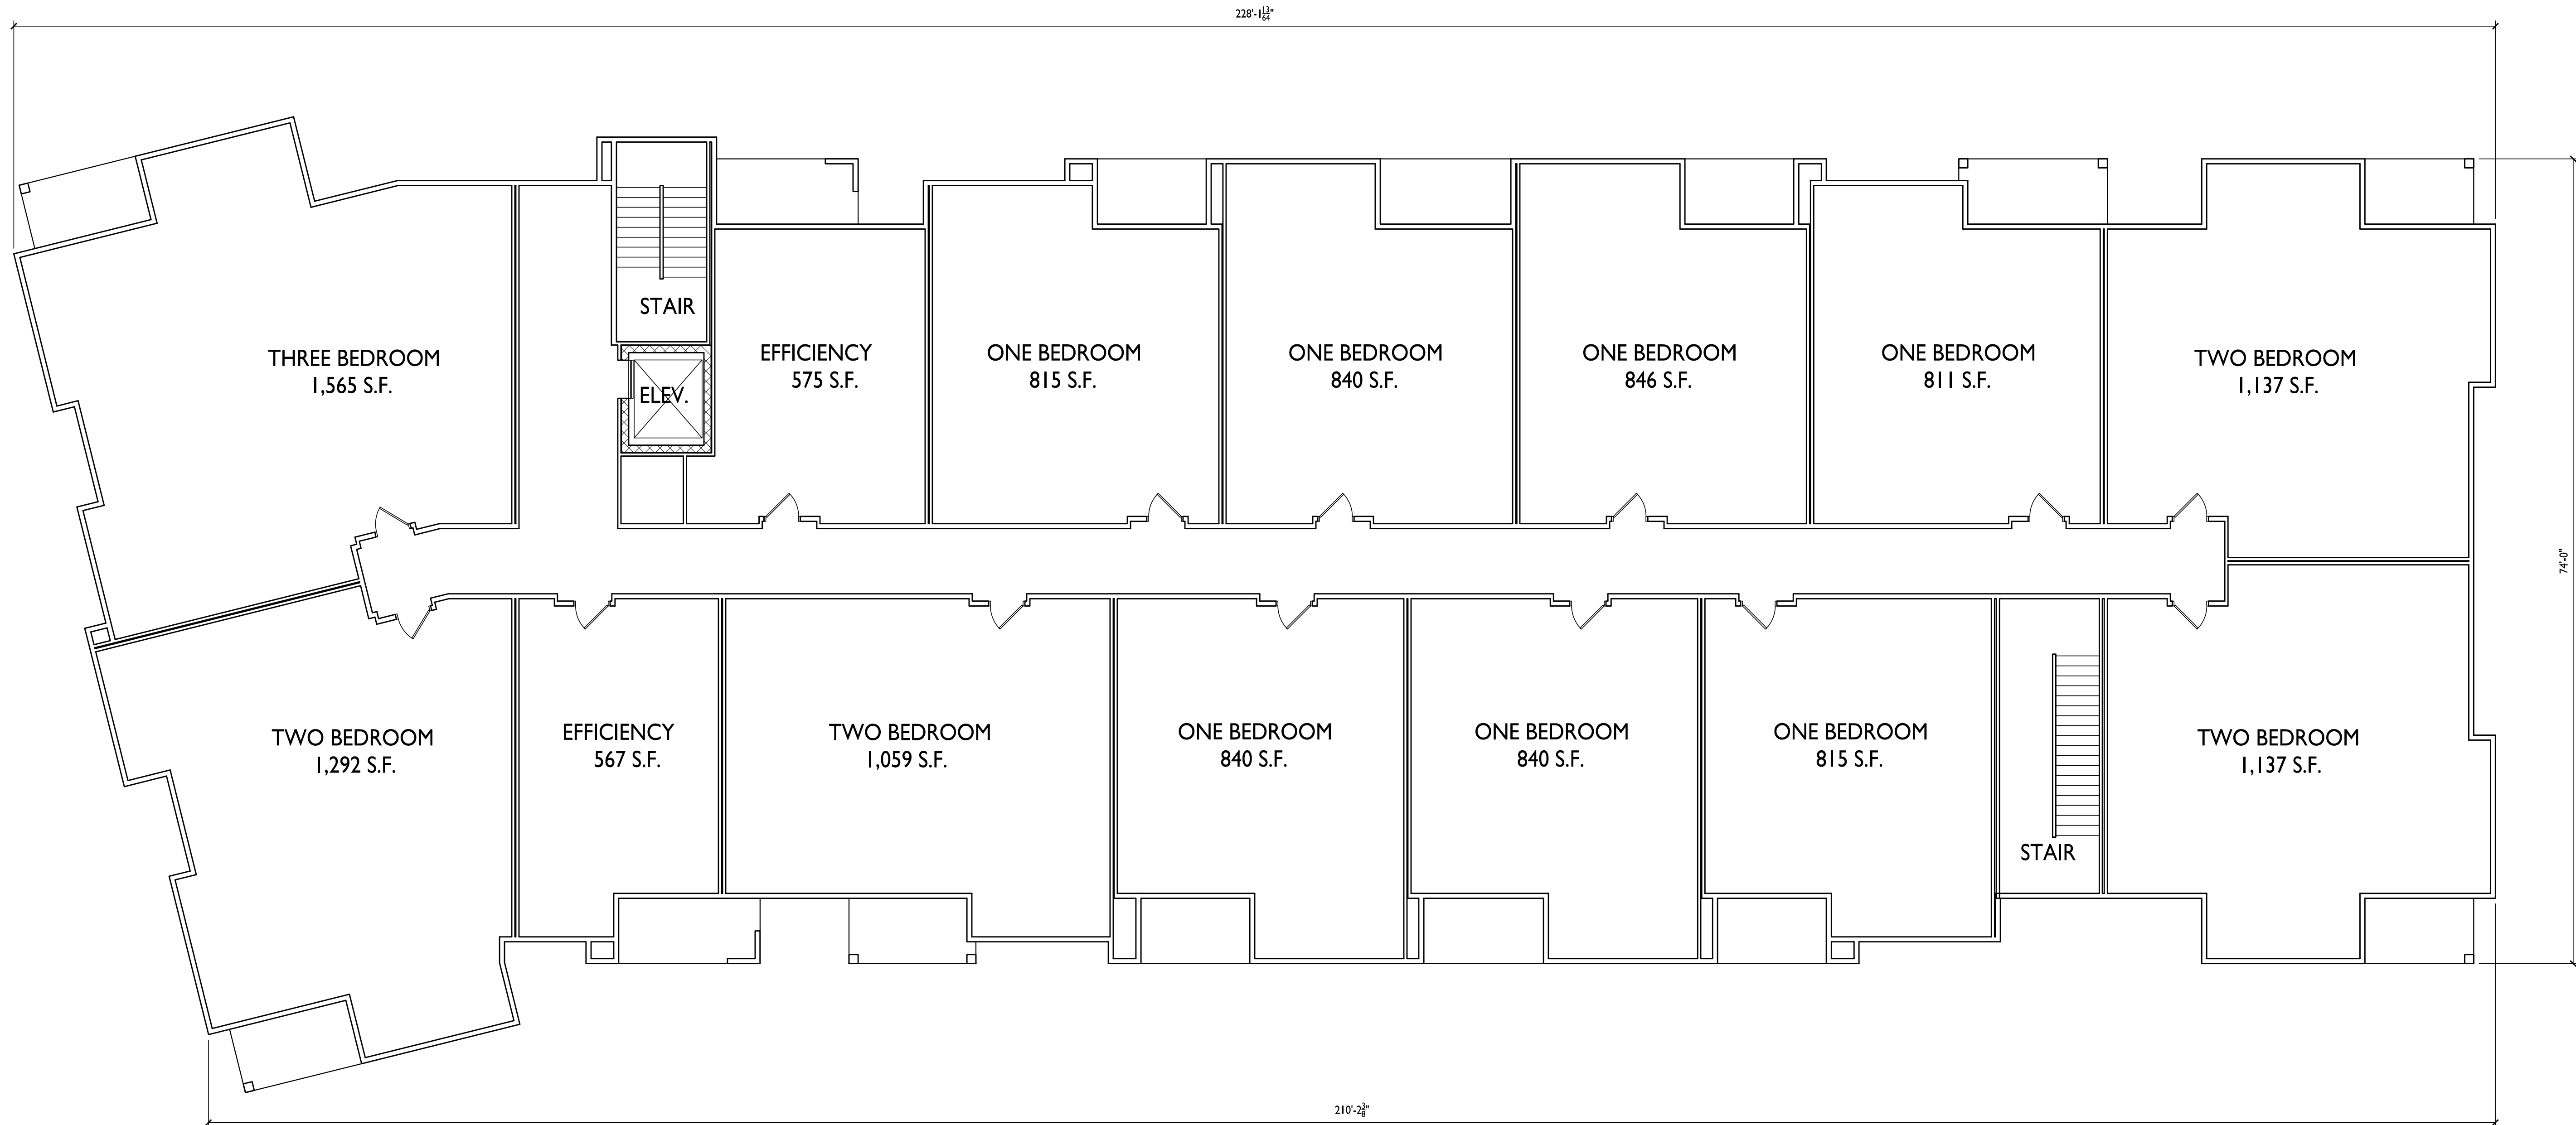 228'-1 13/64"
STAIR
THREE BEDROOM
1,565 S.F.
EFFICIENCY
575 S.F.
ONE BEDROOM
815 S.F.
ONE BEDROOM
840 S.F.
ONE BEDROOM
846 S.F.
ONE BEDROOM
811 S.F.
TWO BEDROOM
1,137 S.F.
ELEV.
74'-0"
TWO BEDROOM
1,292 S.F.
EFFICIENCY
567 S.F.
TWO BEDROOM
1,059 S.F.
ONE BEDROOM
840 S.F.
ONE BEDROOM
840 S.F.
ONE BEDROOM
815 S.F.
STAIR
TWO BEDROOM
1,137 S.F.
210'-2 3/8"